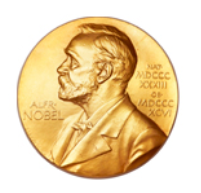 ALFR·
NOBEL
NAT·
MDCCC
XXXIII
OB·
MDCCC
XCVI